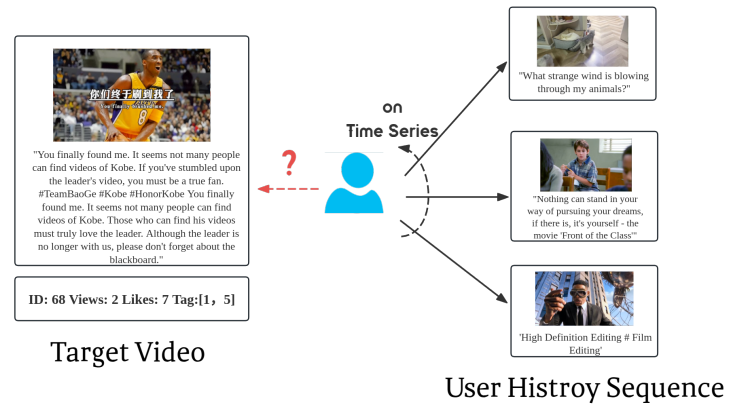 你们终于刷到我了
"You finally found me. It seems not many people
can find videos of Kobe. If you've stumbled upon
the leader's video, you must be a true fan.
#TeamBaoGe #Kobe #HonorKobe You finally
found me. It seems not many people can find
videos of Kobe. Those who can find his videos
must truly love the leader. Although the leader is
no longer with us, please don't forget about the
blackboard."
ID: 68 Views: 2 Likes: 7 Tag:[1，5]
Target Video
?
on
Time Series
"What strange wind is blowing
through my animals?"
"Nothing can stand in your
way of pursuing your dreams,
if there is, it's yourself - the
movie 'Front of the Class'"
'High Definition Editing # Film
Editing'
User Histroy Sequence